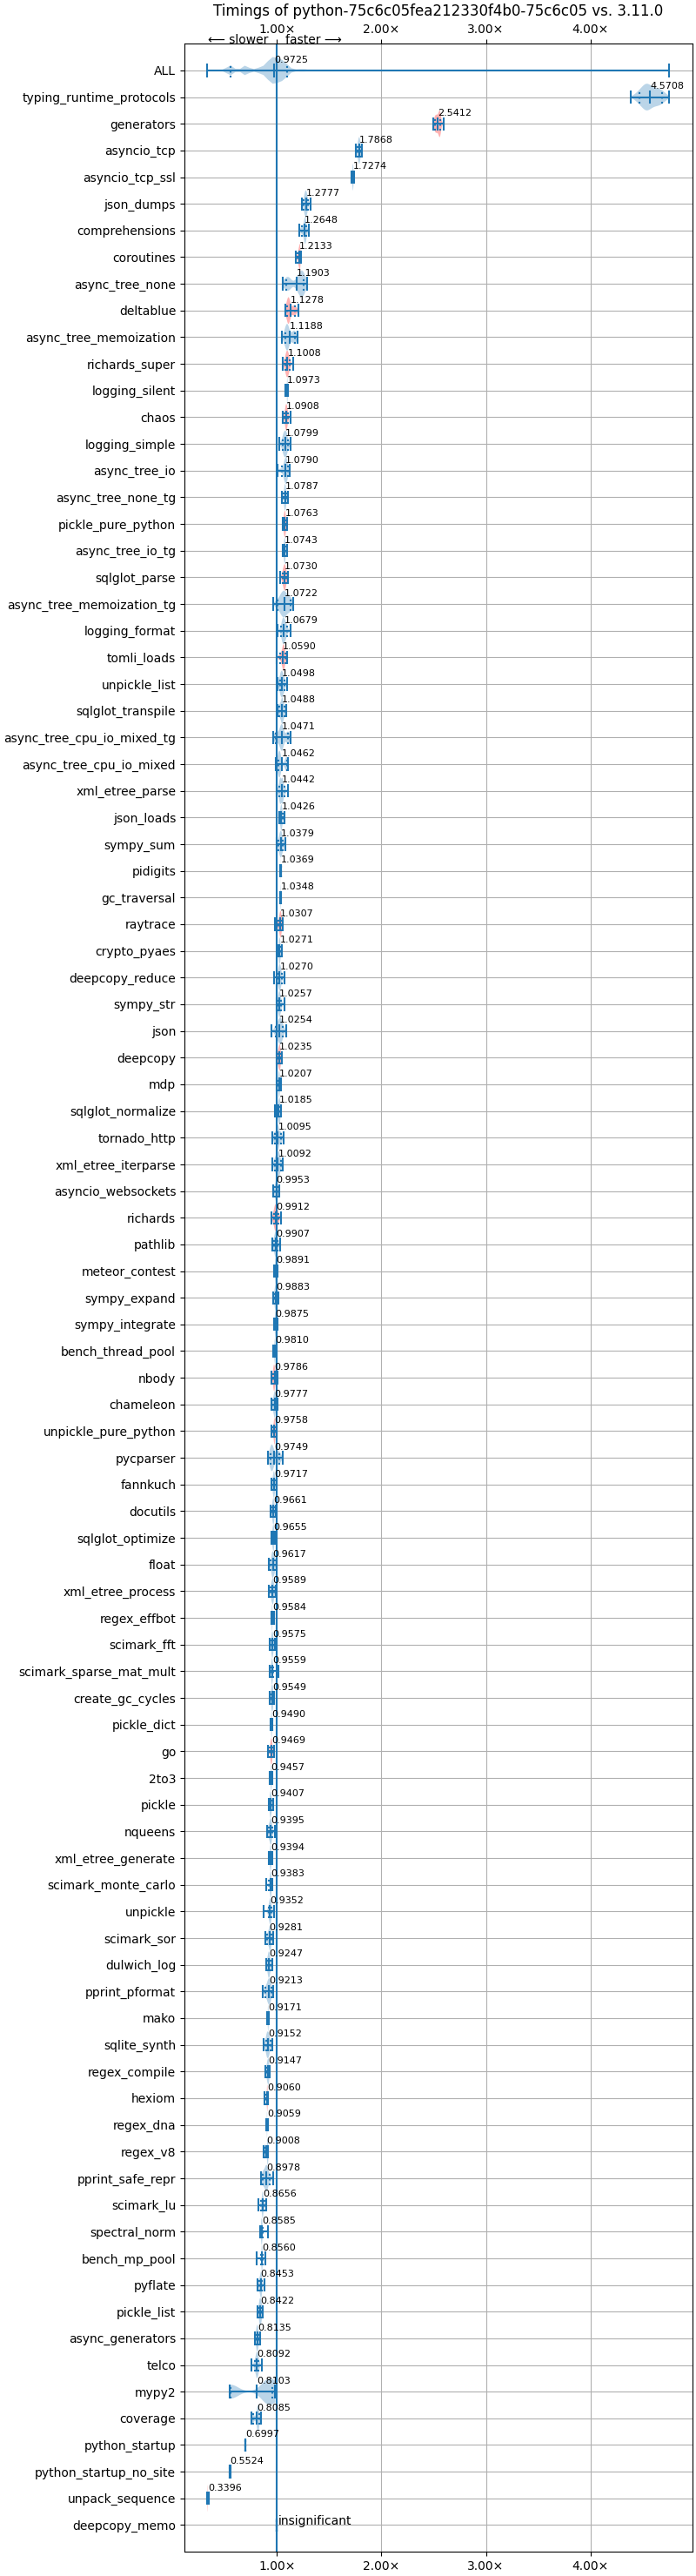 Timings of python-75c6c05fea212330f4b0-75c6c05 vs. 3.11.0
1.00× 2.00× 3.00× 4.00×
⟵ slower faster ⟶
ALL 0.9725
typing_runtime_protocols 4.5708
generators 2.5412
asyncio_tcp 1.7868
asyncio_tcp_ssl 1.7274
json_dumps 1.2777
comprehensions 1.2648
coroutines 1.2133
async_tree_none 1.1903
deltablue 1.1278
async_tree_memoization 1.1188
richards_super 1.1008
logging_silent 1.0973
chaos 1.0908
logging_simple 1.0799
async_tree_io 1.0790
async_tree_none_tg 1.0787
pickle_pure_python 1.0763
async_tree_io_tg 1.0743
sqlglot_parse 1.0730
async_tree_memoization_tg 1.0722
logging_format 1.0679
tomli_loads 1.0590
unpickle_list 1.0498
sqlglot_transpile 1.0488
async_tree_cpu_io_mixed_tg 1.0471
async_tree_cpu_io_mixed 1.0462
xml_etree_parse 1.0442
json_loads 1.0426
sympy_sum 1.0379
pidigits 1.0369
gc_traversal 1.0348
raytrace 1.0307
crypto_pyaes 1.0271
deepcopy_reduce 1.0270
sympy_str 1.0257
json 1.0254
deepcopy 1.0235
mdp 1.0207
sqlglot_normalize 1.0185
tornado_http 1.0095
xml_etree_iterparse 1.0092
asyncio_websockets 0.9953
richards 0.9912
pathlib 0.9907
meteor_contest 0.9891
sympy_expand 0.9883
sympy_integrate 0.9875
bench_thread_pool 0.9810
nbody 0.9786
chameleon 0.9777
unpickle_pure_python 0.9758
pycparser 0.9749
fannkuch 0.9717
docutils 0.9661
sqlglot_optimize 0.9655
float 0.9617
xml_etree_process 0.9589
regex_effbot 0.9584
scimark_fft 0.9575
scimark_sparse_mat_mult 0.9559
create_gc_cycles 0.9549
pickle_dict 0.9490
go 0.9469
2to3 0.9457
pickle 0.9407
nqueens 0.9395
xml_etree_generate 0.9394
scimark_monte_carlo 0.9383
unpickle 0.9352
scimark_sor 0.9281
dulwich_log 0.9247
pprint_pformat 0.9213
mako 0.9171
sqlite_synth 0.9152
regex_compile 0.9147
hexiom 0.9060
regex_dna 0.9059
regex_v8 0.9008
pprint_safe_repr 0.8978
scimark_lu 0.8656
spectral_norm 0.8585
bench_mp_pool 0.8560
pyflate 0.8453
pickle_list 0.8422
async_generators 0.8135
telco 0.8092
mypy2 0.8103
coverage 0.8085
python_startup 0.6997
python_startup_no_site 0.5524
unpack_sequence 0.3396
deepcopy_memo insignificant
1.00× 2.00× 3.00× 4.00×